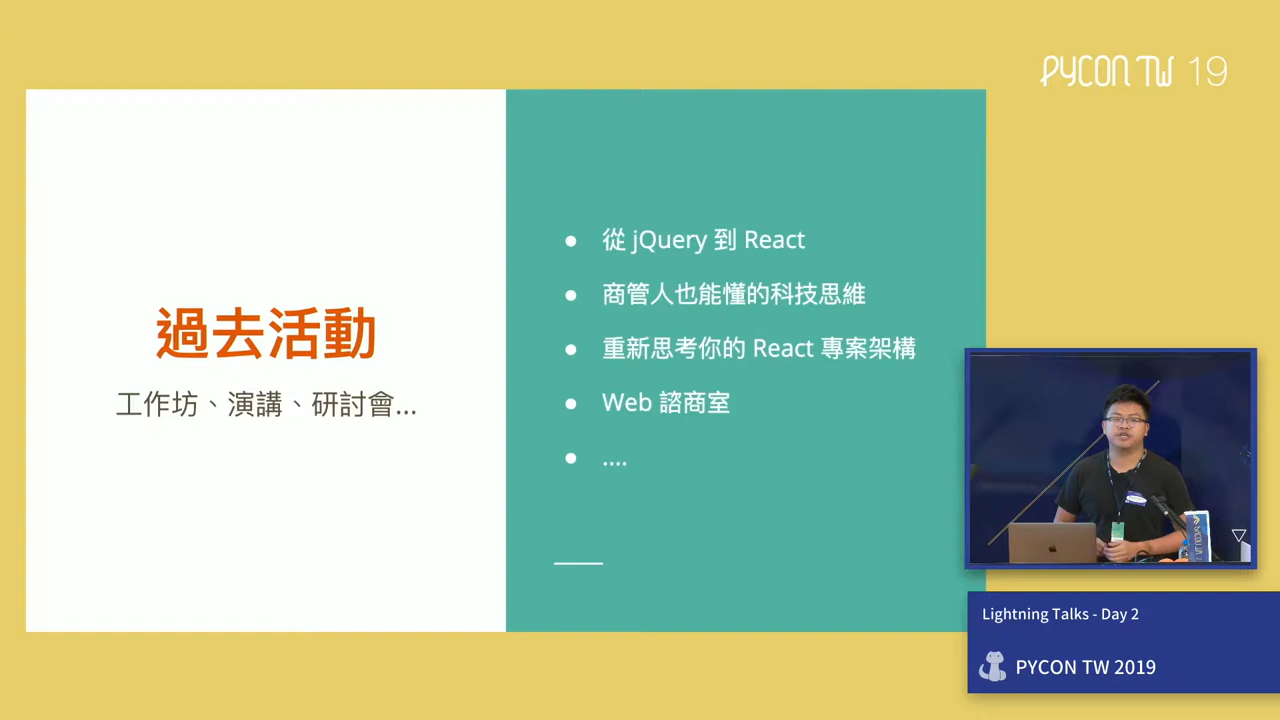 PYCON TW 19
過去活動
工作坊、演講、研討會...
從 jQuery 到 React
商管人也能懂的科技思維
重新思考你的 React 專案架構
Web 諮商室
....
Lightning Talks - Day 2
PYCON TW 2019